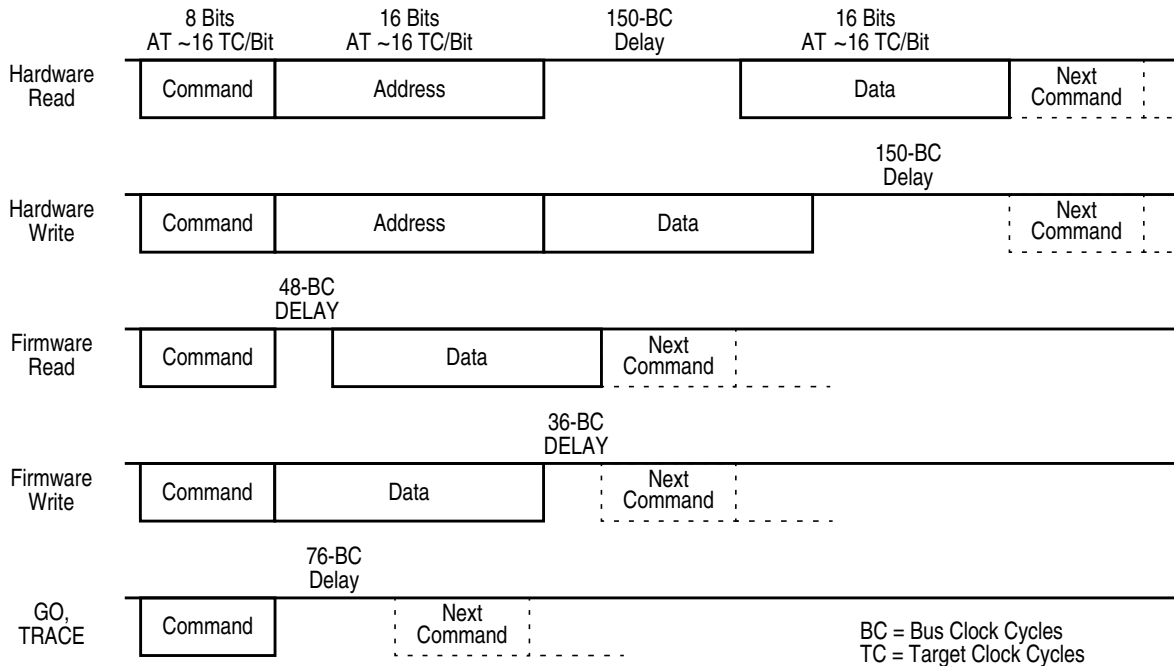 8 Bits
AT ~16 TC/Bit
16 Bits
AT ~16 TC/Bit
150-BC
Delay
16 Bits
AT ~16 TC/Bit
Hardware
Read
Command
Address
Data
Next
Command
150-BC
Delay
Hardware
Write
Command
Address
Data
Next
Command
48-BC
DELAY
Firmware
Read
Command
Data
Next
Command
36-BC
DELAY
Firmware
Write
Command
Data
Next
Command
76-BC
Delay
GO,
TRACE
Command
Next
Command
BC = Bus Clock Cycles
TC = Target Clock Cycles